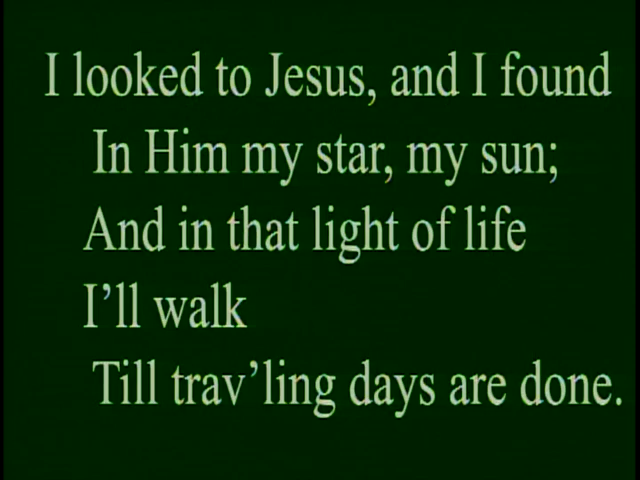 I looked to Jesus, and I found
In Him my star, my sun;
And in that light of life
I’ll walk
Till trav’ling days are done.